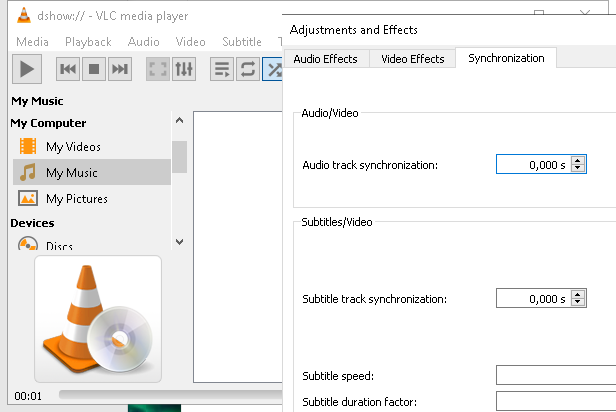 dshow:// - VLC media player
Media Playback Audio Video Subtitle
My Music
My Computer
My Videos
My Music
My Pictures
Devices
Discs
00:01
Adjustments and Effects
Audio Effects Video Effects Synchronization
Audio/Video
Audio track synchronization: 0,000 s
Subtitles/Video
Subtitle track synchronization: 0,000 s
Subtitle speed:
Subtitle duration factor: